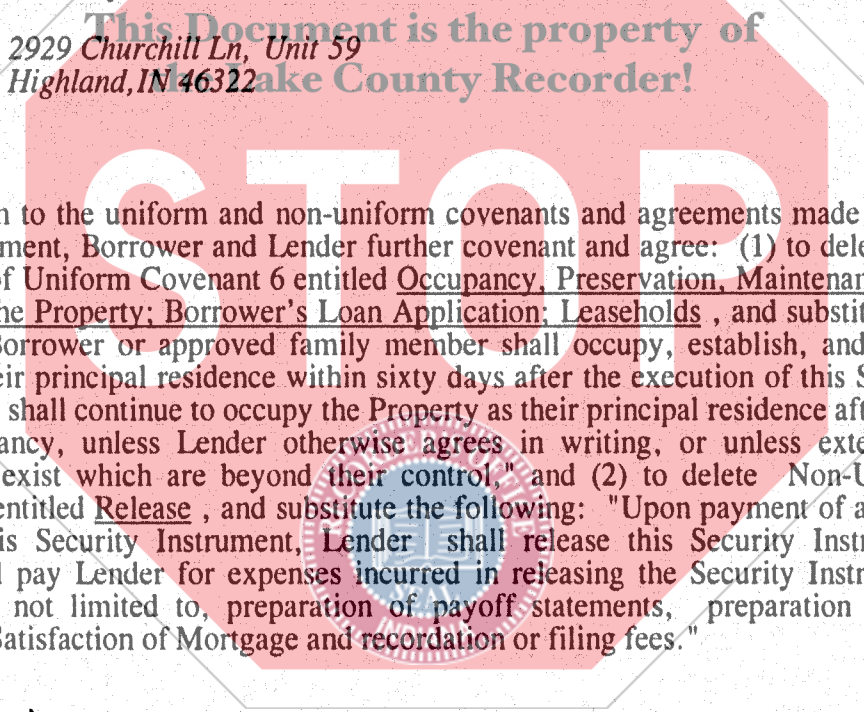 This Document is the property of
2929 Churchill Ln, Unit 59
the Lake County Recorder!
Highland, IN 46322
STOP
n to the uniform and non-uniform covenants and agreements made
ment, Borrower and Lender further covenant and agree: (1) to dele
of Uniform Covenant 6 entitled Occupancy, Preservation, Maintenan
he Property; Borrower's Loan Application; Leaseholds , and substit
Borrower or approved family member shall occupy, establish, and
eir principal residence within sixty days after the execution of this S
shall continue to occupy the Property as their principal residence aft
ancy, unless Lender otherwise agrees in writing, or unless exte
exist which are beyond their control," and (2) to delete Non-U
entitled Release , and substitute the following: "Upon payment of a
is Security Instrument, Lender shall release this Security Instr
l pay Lender for expenses incurred in releasing the Security Instr
not limited to, preparation of payoff statements, preparation
Satisfaction of Mortgage and recordation or filing fees."
SEAL
INDIANA